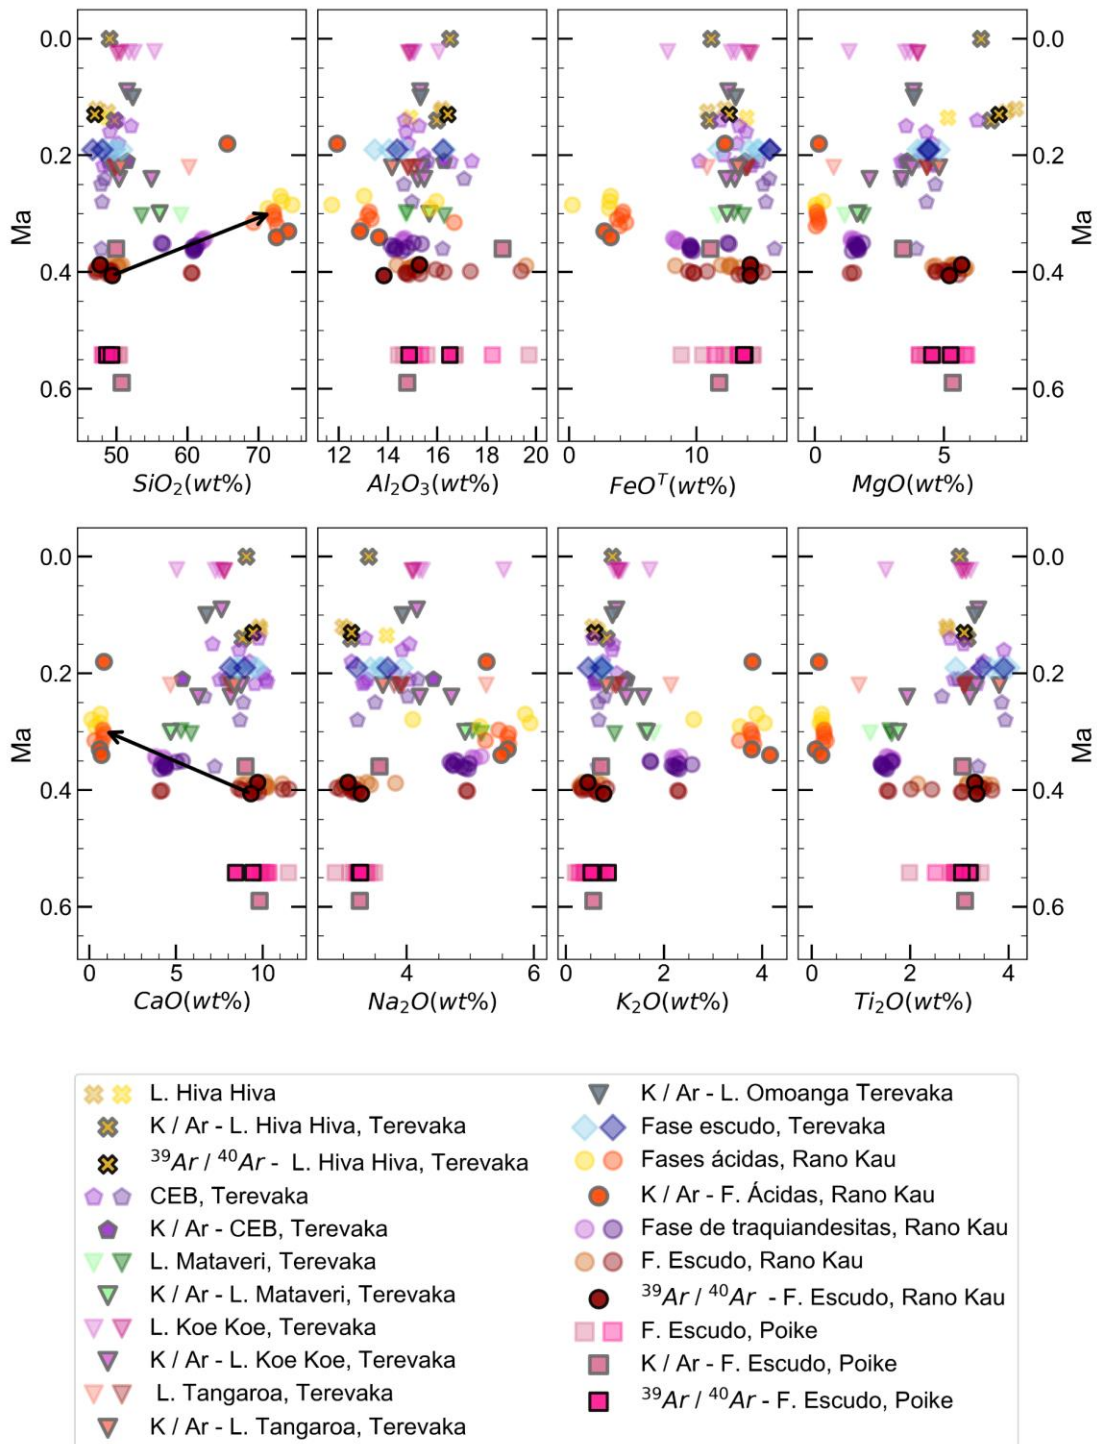 0.0 0.0
0.2 0.2
Ma Ma
0.4 0.4
0.6 0.6
50 60 70 12 14 16 18 20 0 10 0 5
SiO₂(wt%) Al₂O₃(wt%) FeOᵀ(wt%) MgO(wt%)
0.0 0.0
0.2 0.2
Ma Ma
0.4 0.4
0.6 0.6
0 5 10 4 6 0 2 4 0 2 4
CaO(wt%) Na₂O(wt%) K₂O(wt%) Ti₂O(wt%)
L. Hiva Hiva
K / Ar - L. Hiva Hiva, Terevaka
³⁹Ar / ⁴⁰Ar - L. Hiva Hiva, Terevaka
CEB, Terevaka
K / Ar - CEB, Terevaka
L. Mataveri, Terevaka
K / Ar - L. Mataveri, Terevaka
L. Koe Koe, Terevaka
K / Ar - L. Koe Koe, Terevaka
L. Tangaroa, Terevaka
K / Ar - L. Tangaroa, Terevaka
K / Ar - L. Omoanga Terevaka
Fase escudo, Terevaka
Fases ácidas, Rano Kau
K / Ar - F. Ácidas, Rano Kau
Fase de traquiandesitas, Rano Kau
F. Escudo, Rano Kau
³⁹Ar / ⁴⁰Ar - F. Escudo, Rano Kau
F. Escudo, Poike
K / Ar - F. Escudo, Poike
³⁹Ar / ⁴⁰Ar - F. Escudo, Poike